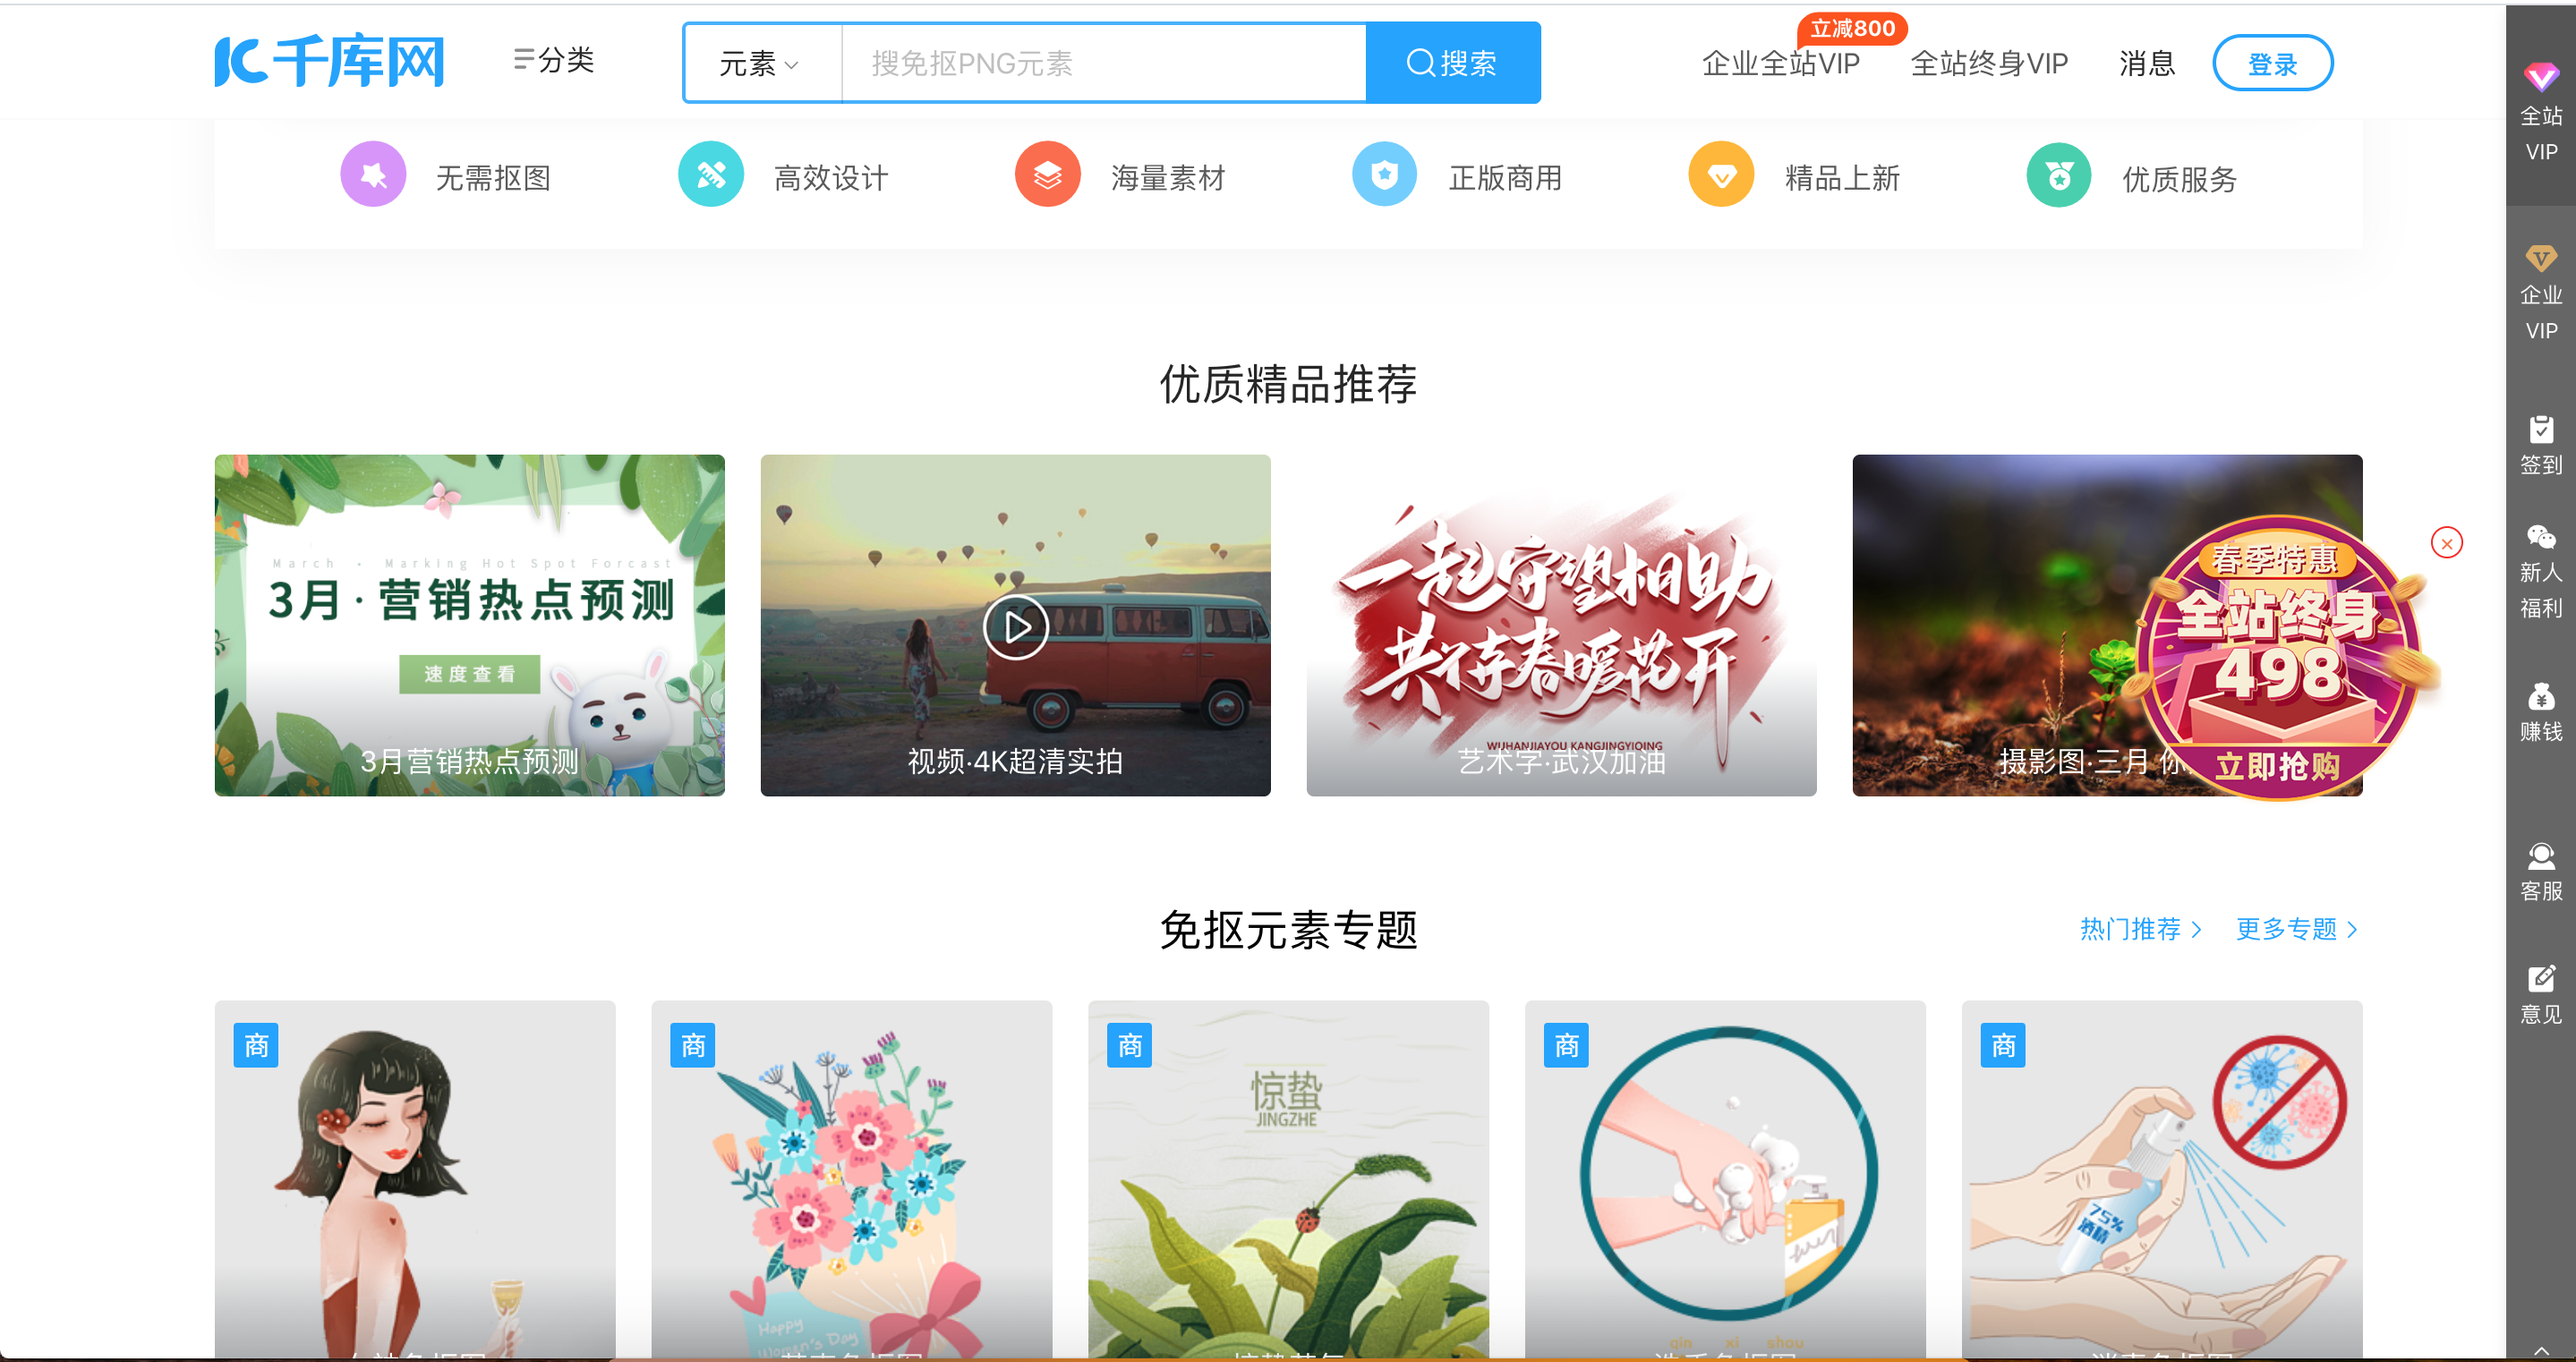 千库网
分类
元素
搜免抠PNG元素
搜索
立减800
企业全站VIP
全站终身VIP
消息
登录
无需抠图
高效设计
海量素材
正版商用
精品上新
优质服务
优质精品推荐
March · Marking Hot Spot Forcast
3月·营销热点预测
速度查看
3月营销热点预测
视频·4K超清实拍
一起守望相助
共待春暖花开
WUHANJIAYOU KANGJINGYIQING
艺术字·武汉加油
摄影图·三月 你
春季特惠
全站终身
498
立即抢购
免抠元素专题
热门推荐
更多专题
商
商
Happy
Women's Day
商
惊蛰
JINGZHE
商
qin xi shou
商
75%
酒精
全站
VIP
企业
VIP
签到
新人
福利
赚钱
客服
意见